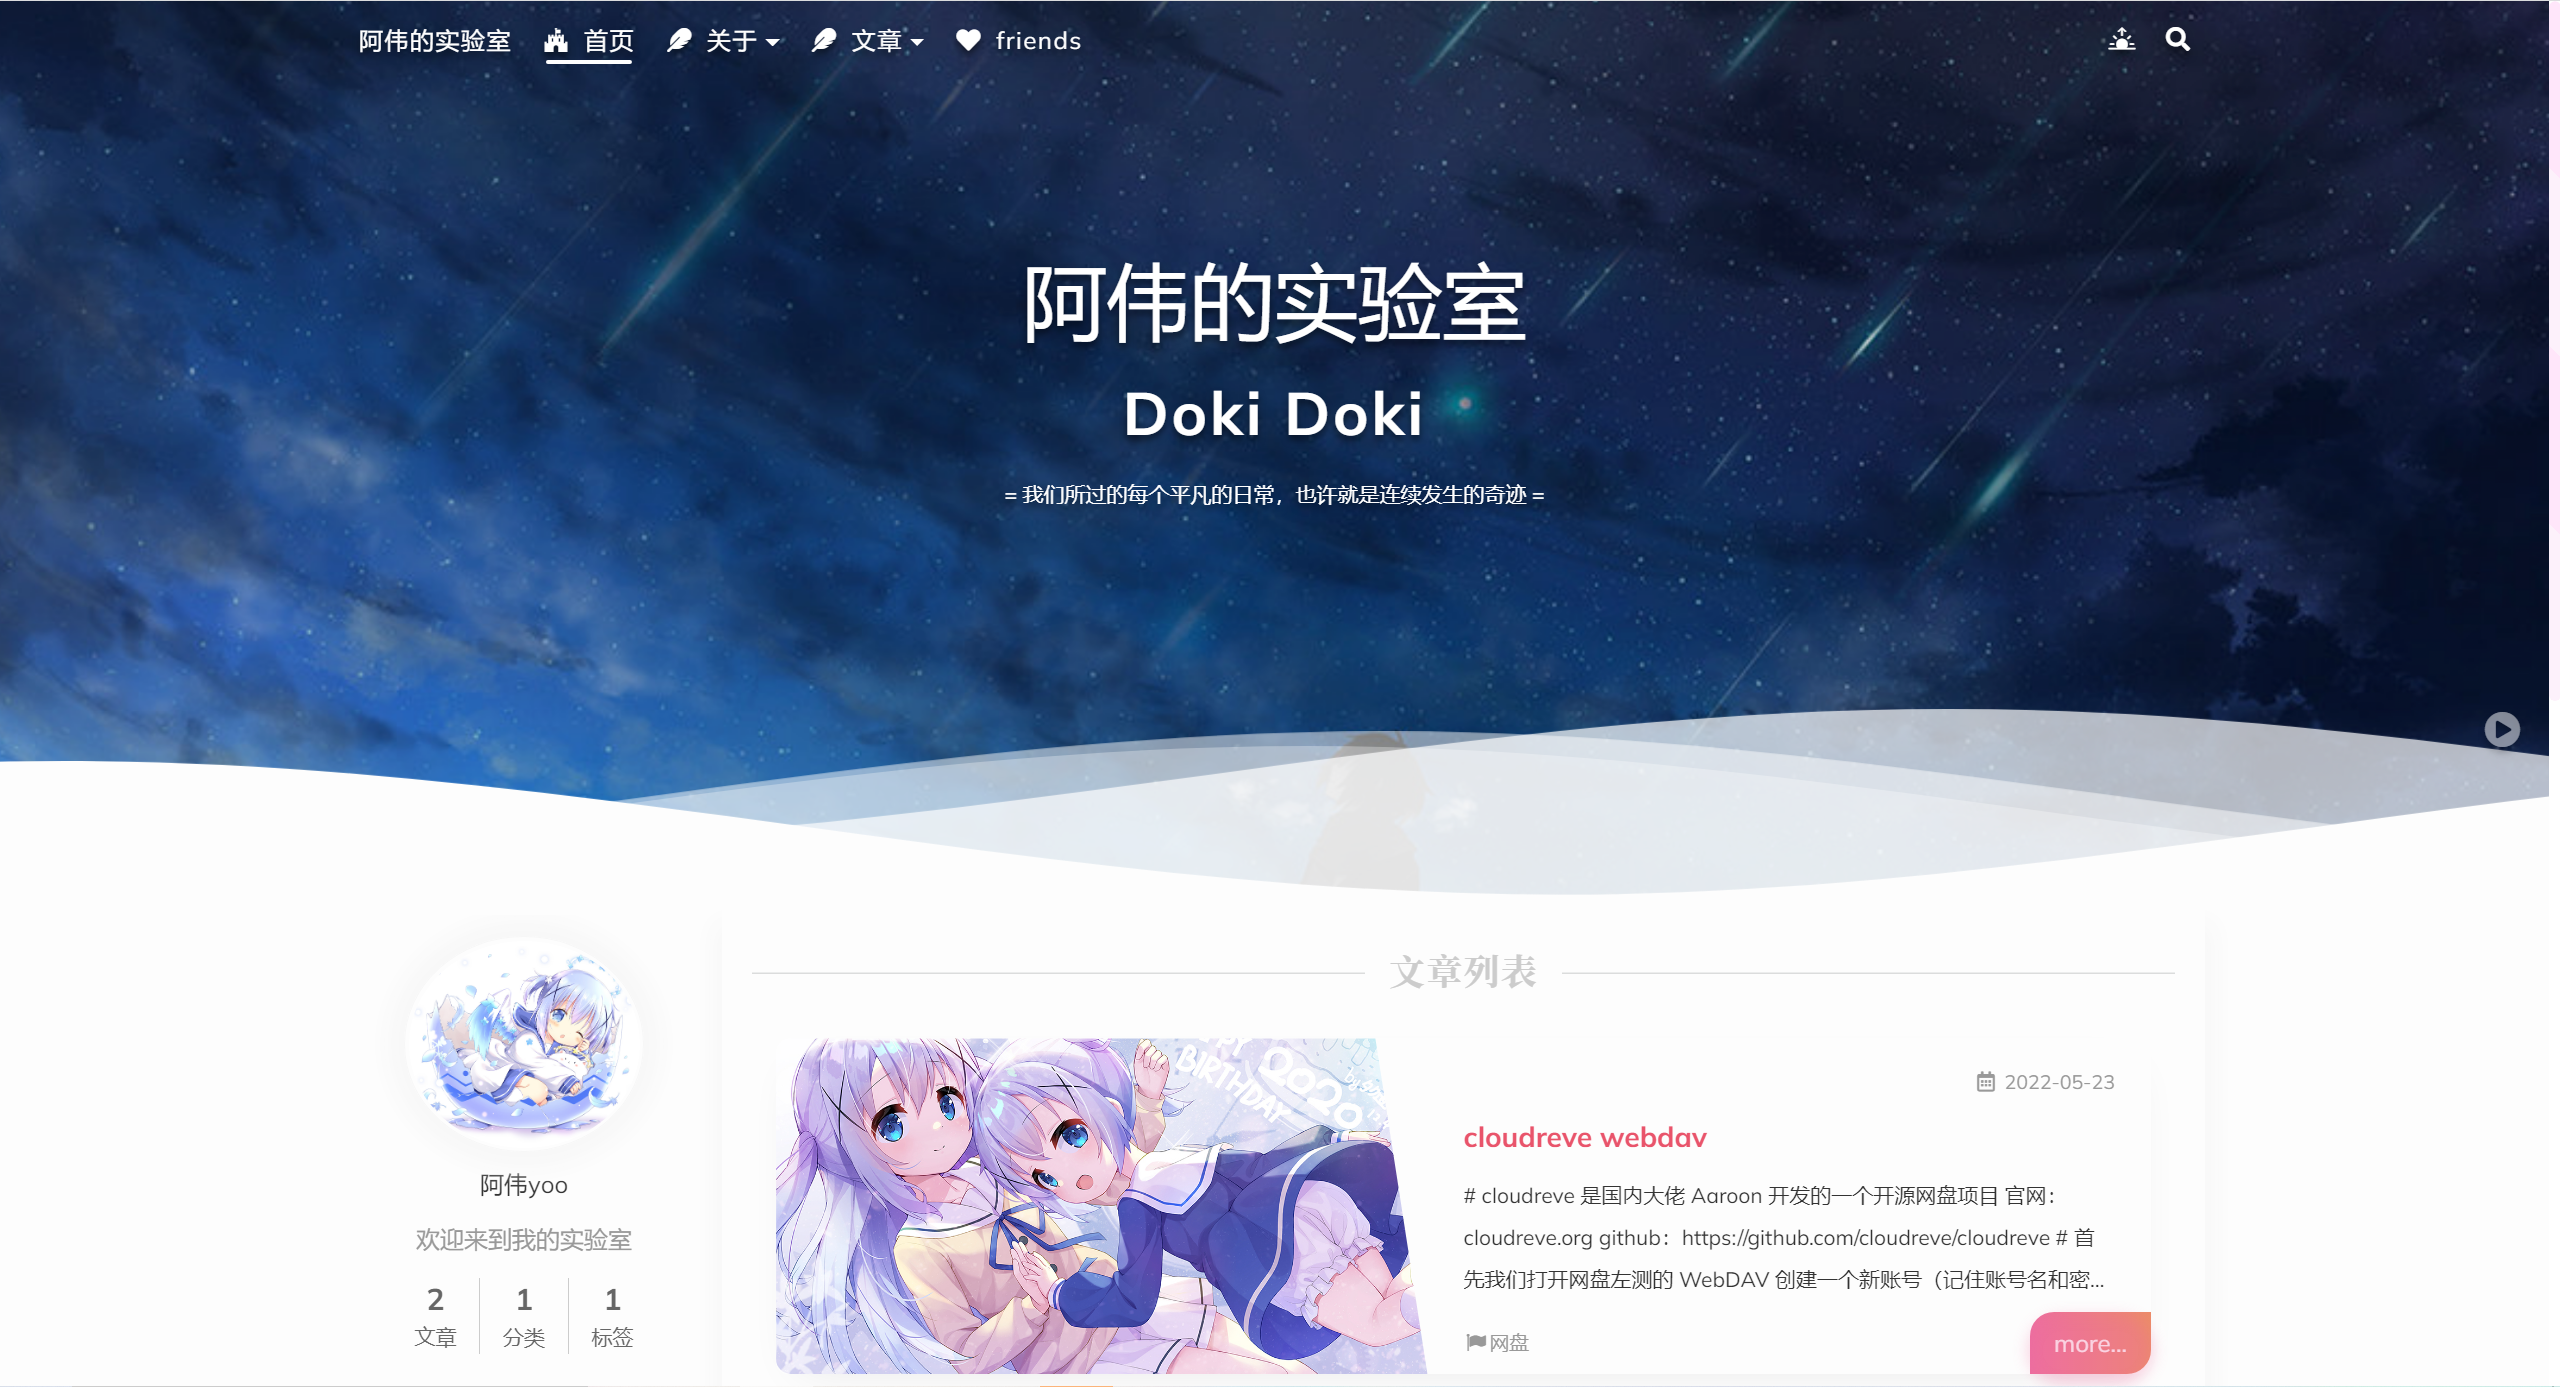 阿伟的实验室 首页 关于 文章 friends
阿伟的实验室
Doki Doki
= 我们所过的每个平凡的日常，也许就是连续发生的奇迹 =
文章列表
阿伟yoo
欢迎来到我的实验室
2 1 1
文章 分类 标签
BIRTHDAY
2020
2022-05-23
cloudreve webdav
# cloudreve 是国内大佬 Aaroon 开发的一个开源网盘项目 官网：
cloudreve.org github：https://github.com/cloudreve/cloudreve # 首
先我们打开网盘左测的 WebDAV 创建一个新账号（记住账号名和密...
网盘
more...